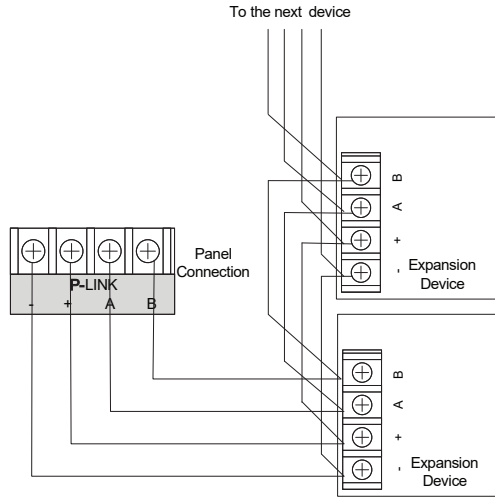 To the next device
B
A
+
-
Expansion
Device
Panel
Connection
P-LINK
- + A B
B
A
+
-
Expansion
Device